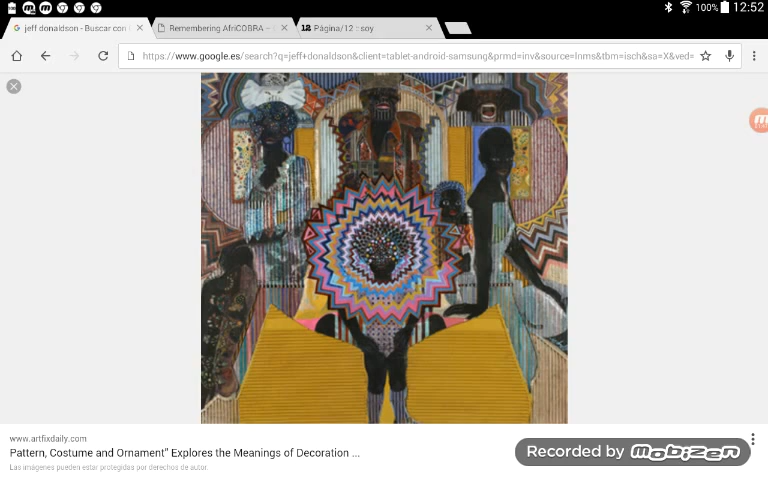 100% 12:52
jeff donaldson - Buscar con
Remembering AfriCOBRA –
12 Página/12 :: soy
https://www.google.es/search?q=jeff+donaldson&client=tablet-android-samsung&prmd=inv&source=lnms&tbm=isch&sa=X&ved=
www.artfixdaily.com
Pattern, Costume and Ornament" Explores the Meanings of Decoration ...
Las imágenes pueden estar protegidas por derechos de autor.
Recorded by mobizen